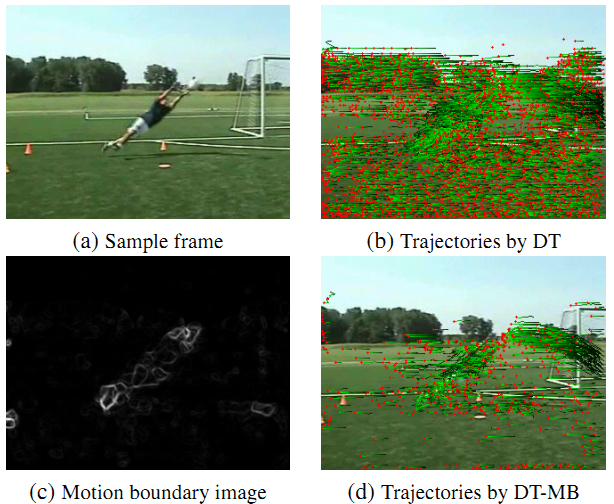 (a) Sample frame
(b) Trajectories by DT
(c) Motion boundary image
(d) Trajectories by DT-MB